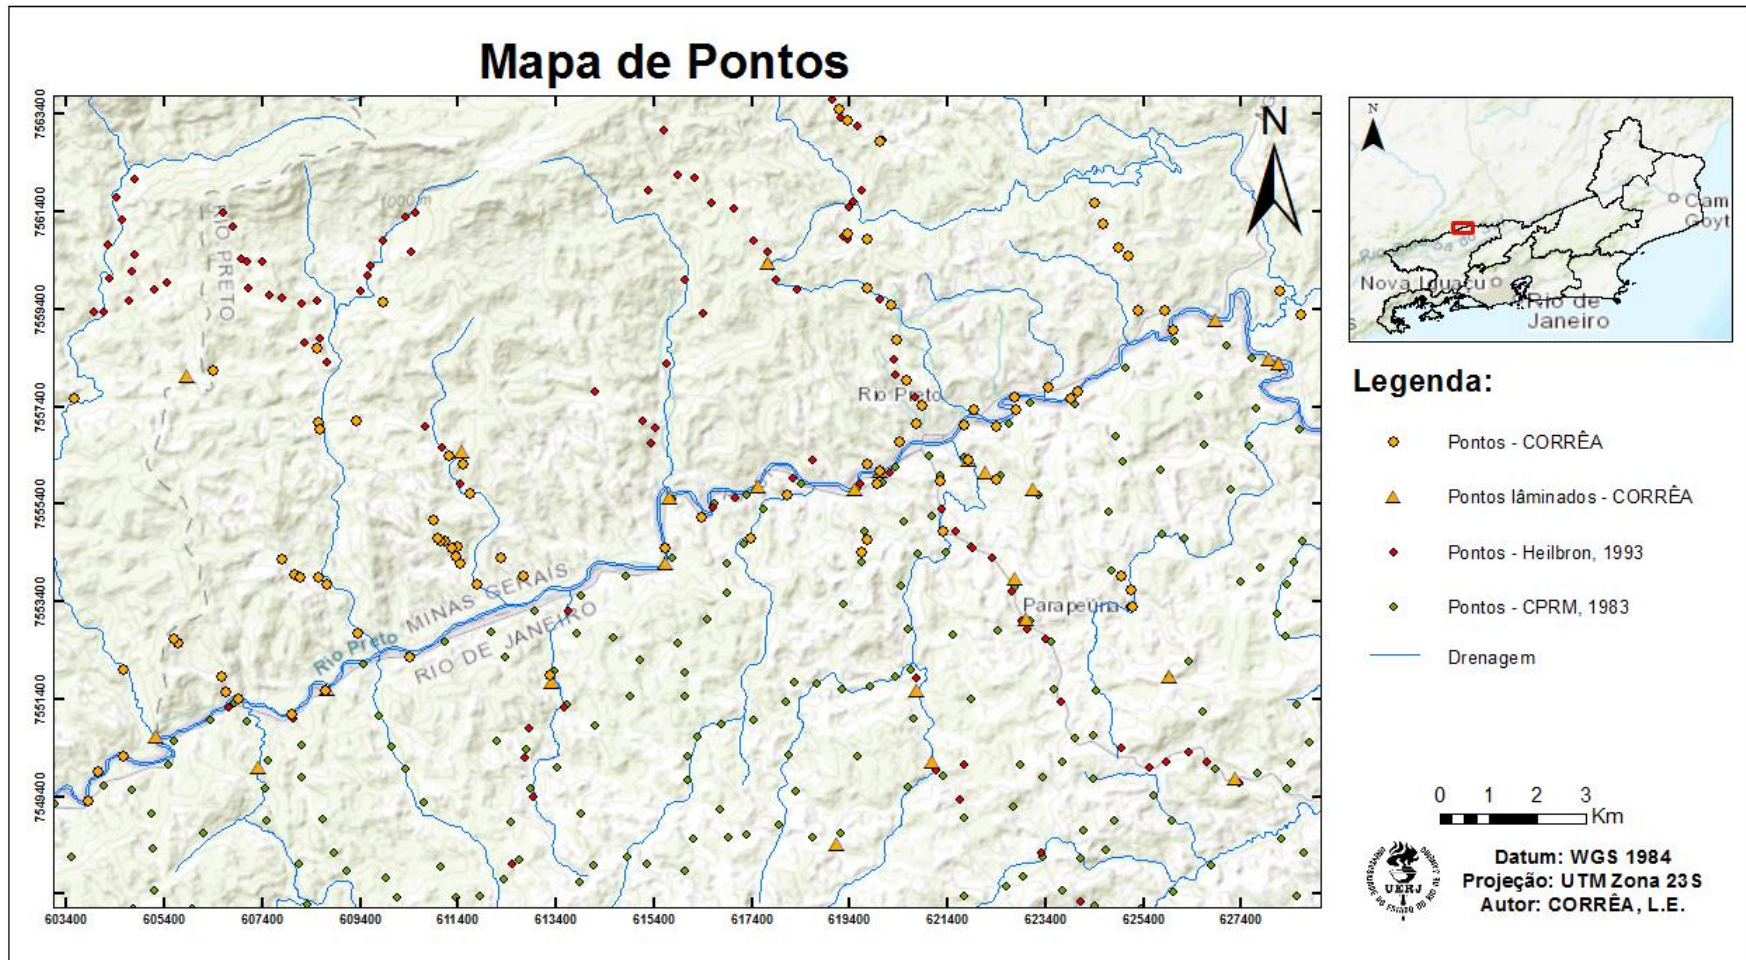 Mapa de Pontos
7563400
7561400
7559400
7557400
7555400
7553400
7551400
7549400
603400
605400
607400
609400
611400
613400
615400
617400
619400
621400
623400
625400
627400
N
RIO PRETO
1000 m
Rio Preto
MINAS GERAIS
RIO DE JANEIRO
Rio Preto
Parapeúna
N
Cam
Goyt
Nova Iguaçu
Rio de
Janeiro
Legenda:
Pontos - CORRÊA
Pontos lâminados - CORRÊA
Pontos - Heilbron, 1993
Pontos - CPRM, 1983
Drenagem
0 1 2 3
Km
UERJ
Datum: WGS 1984
Projeção: UTM Zona 23S
Autor: CORRÊA, L.E.